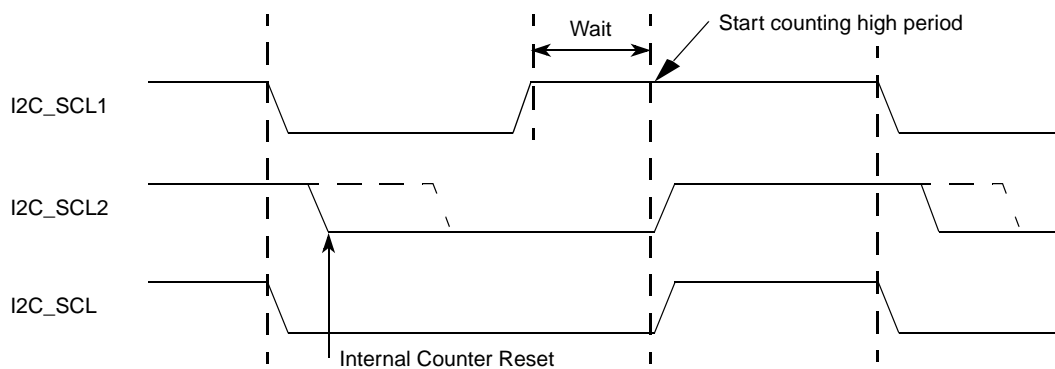 Wait
Start counting high period
I2C_SCL1
I2C_SCL2
I2C_SCL
Internal Counter Reset